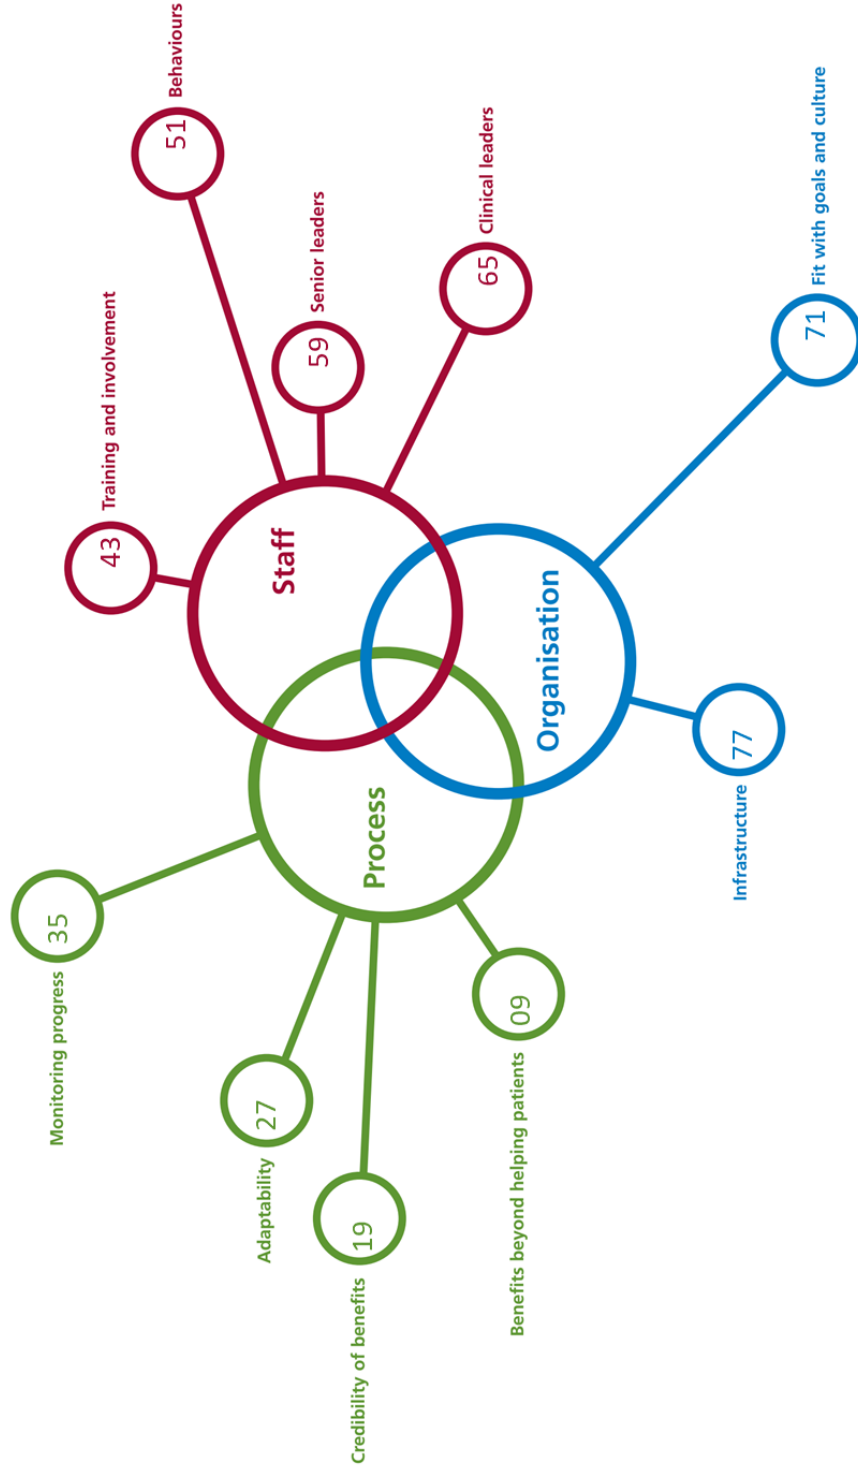 Monitoring progress
35
Adaptability
27
Credibility of benefits
19
Benefits beyond helping patients
09
Process
Training and involvement
43
Behaviours
51
Senior leaders
59
Clinical leaders
65
Staff
Organisation
Fit with goals and culture
71
Infrastructure
77